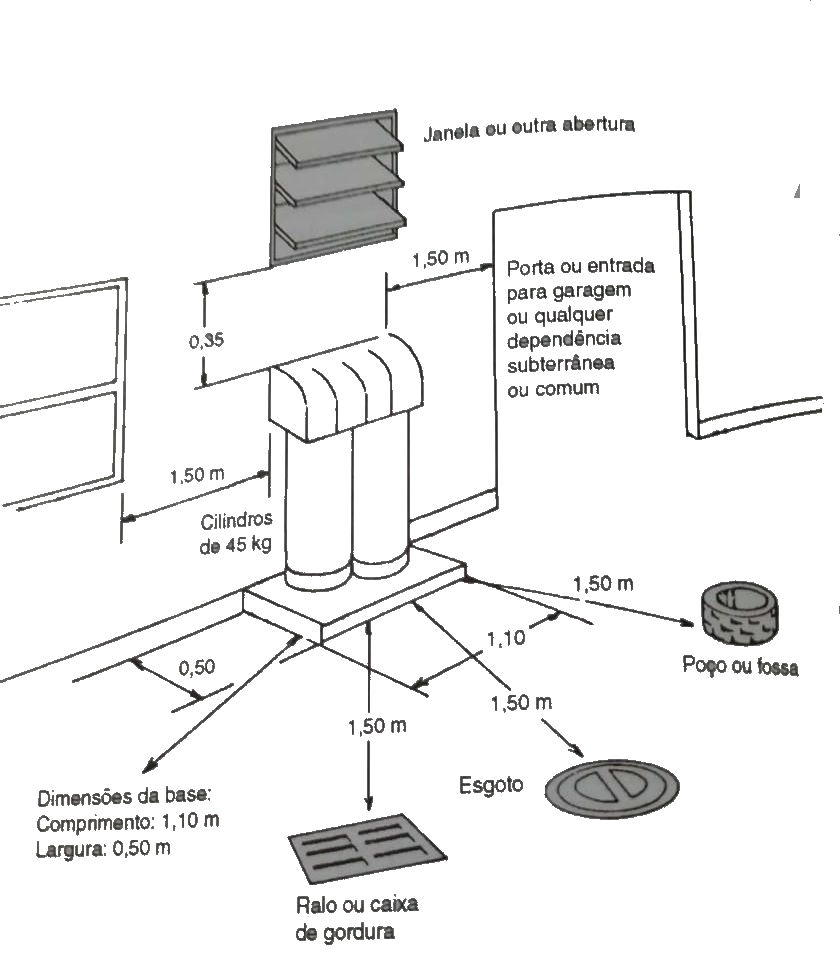 Janela ou outra abertura
1,50 m
Porta ou entrada
para garagem
ou qualquer
dependência
subterrânea
ou comum
0,35
1,50 m
Cilindros
de 45 kg
1,50 m
Poço ou fossa
1,10
0,50
1,50 m
1,50 m
Esgoto
Dimensões da base:
Comprimento: 1,10 m
Largura: 0,50 m
Ralo ou caixa
de gordura